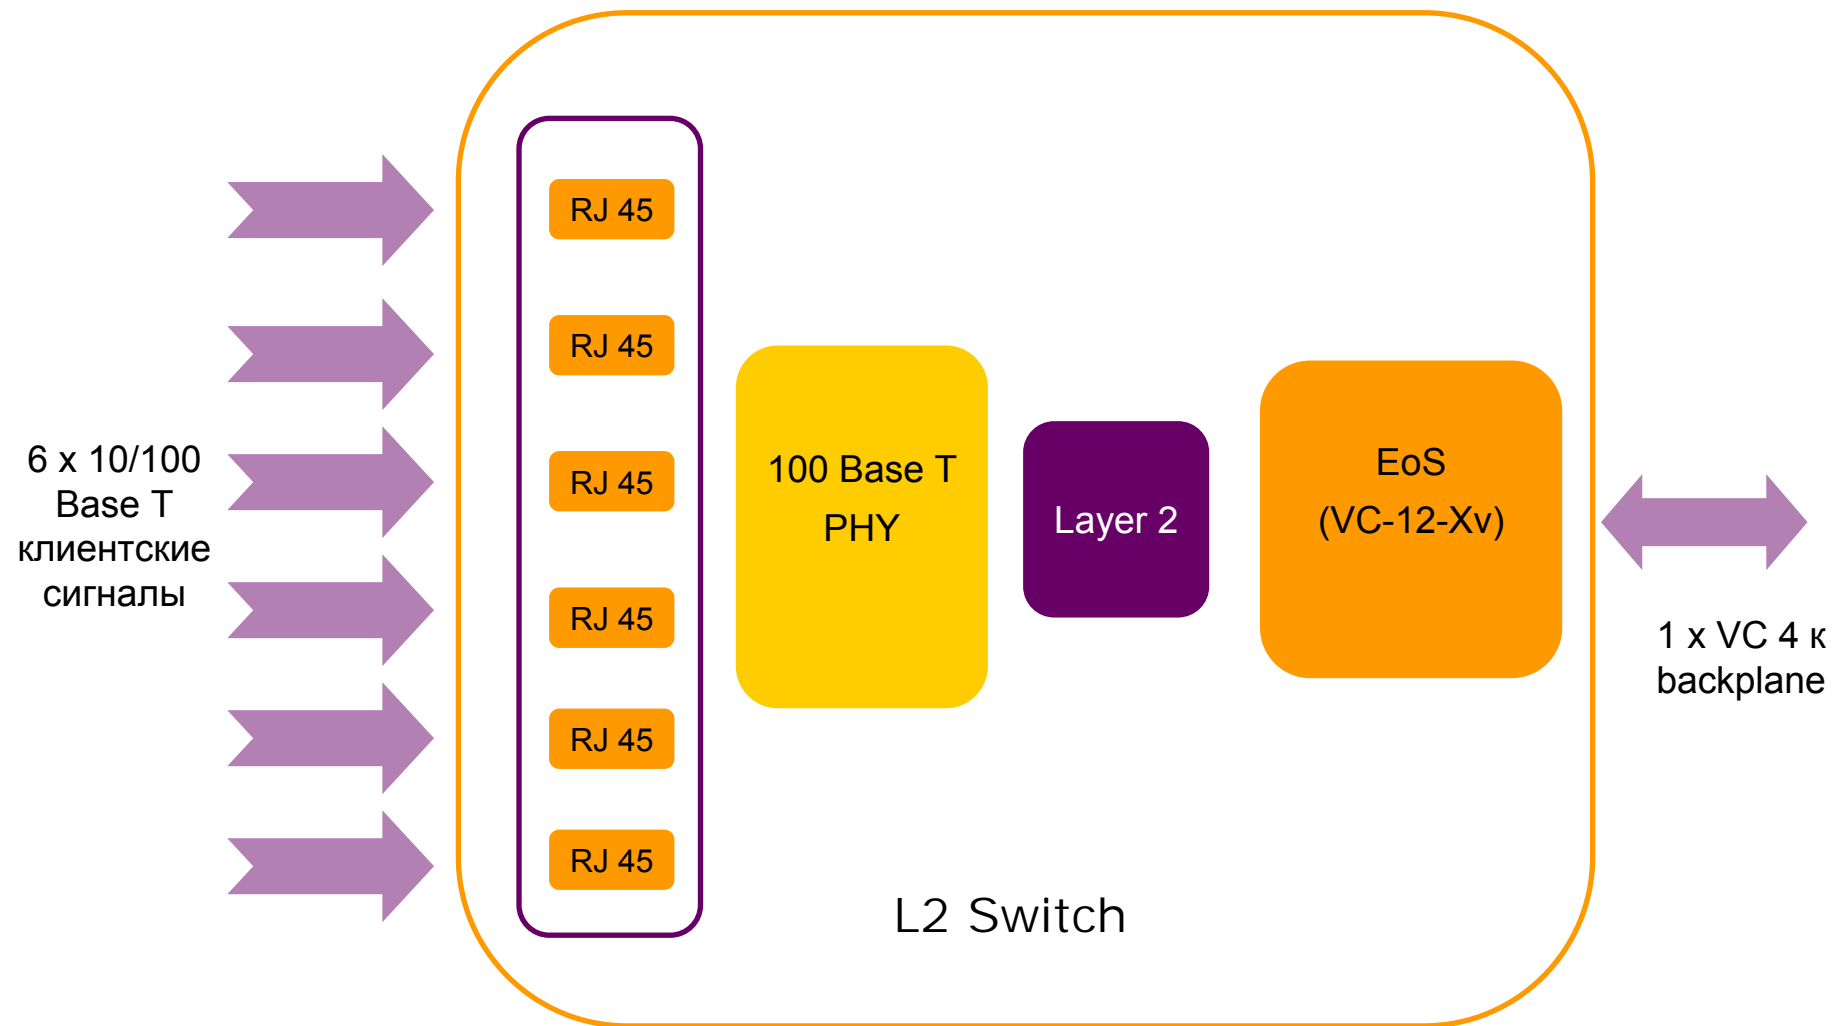 6 x 10/100
Base T
клиентские
сигналы
RJ 45
RJ 45
RJ 45
RJ 45
RJ 45
RJ 45
100 Base T
PHY
Layer 2
EoS
(VC-12-Xv)
1 x VC 4 к
backplane
L2 Switch